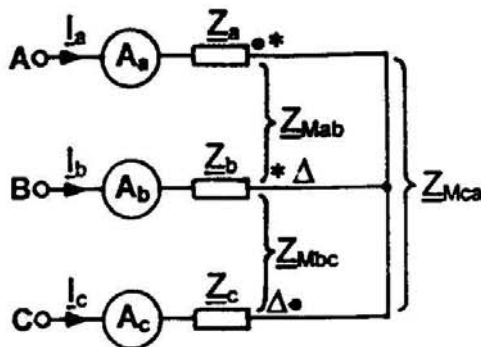 I_a Z_a
A A_a • *
Z_Mab
I_b Z_b
B A_b * Δ
Z_Mca
Z_Mbc
I_c Z_c
C A_c Δ •